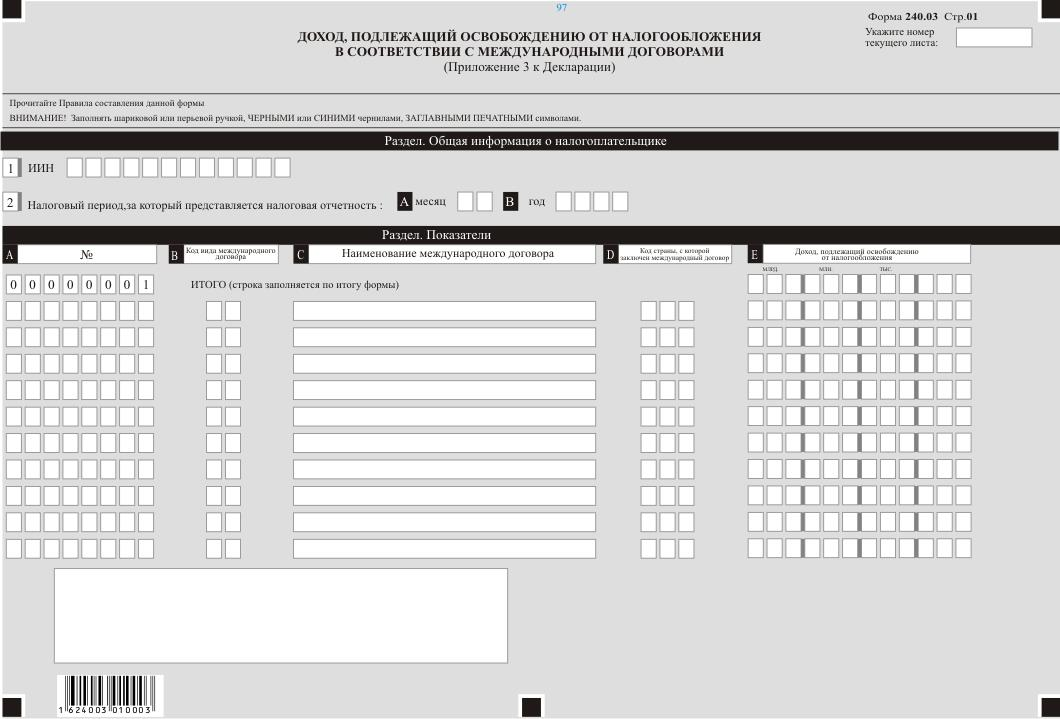 97
Форма 240.03 Стр.01
ДОХОД, ПОДЛЕЖАЩИЙ ОСВОБОЖДЕНИЮ ОТ НАЛОГООБЛОЖЕНИЯ
В СООТВЕТСТВИИ С МЕЖДУНАРОДНЫМИ ДОГОВОРАМИ
(Приложение 3 к Декларации)
Укажите номер
текущего листа:
Прочитайте Правила составления данной формы
ВНИМАНИЕ! Заполнять шариковой или перьевой ручкой, ЧЕРНЫМИ или СИНИМИ чернилами, ЗАГЛАВНЫМИ ПЕЧАТНЫМИ символами.
Раздел. Общая информация о налогоплательщике
1 ИИН
2 Налоговый период,за который представляется налоговая отчетность : A месяц B год
Раздел. Показатели
A №
B Код вида международного
договора
C Наименование международного договора
D Код страны, с которой
заключен международный договор
E Доход, подлежащий освобождению
от налогообложения
млрд. млн. тыс.
0 0 0 0 0 0 0 1 ИТОГО (строка заполняется по итогу формы)
1 624003 010003